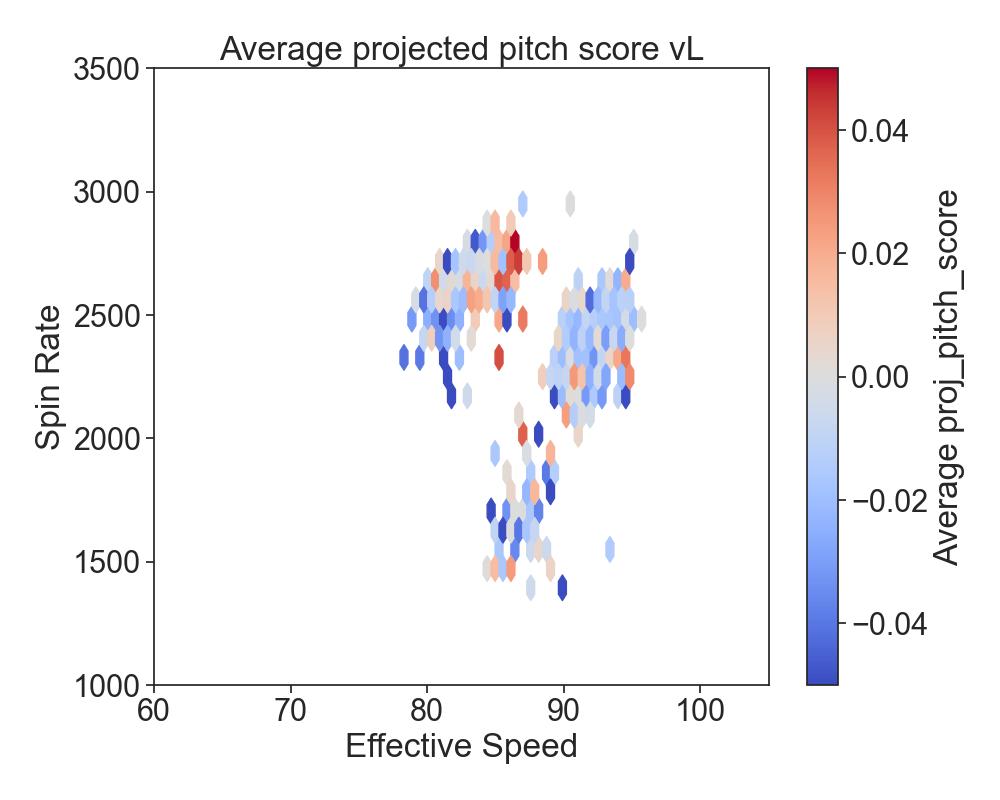 Average projected pitch score vL
3500
3000
2500
2000
1500
1000
Spin Rate
60 70 80 90 100
Effective Speed
0.04
0.02
0.00
−0.02
−0.04
Average proj_pitch_score